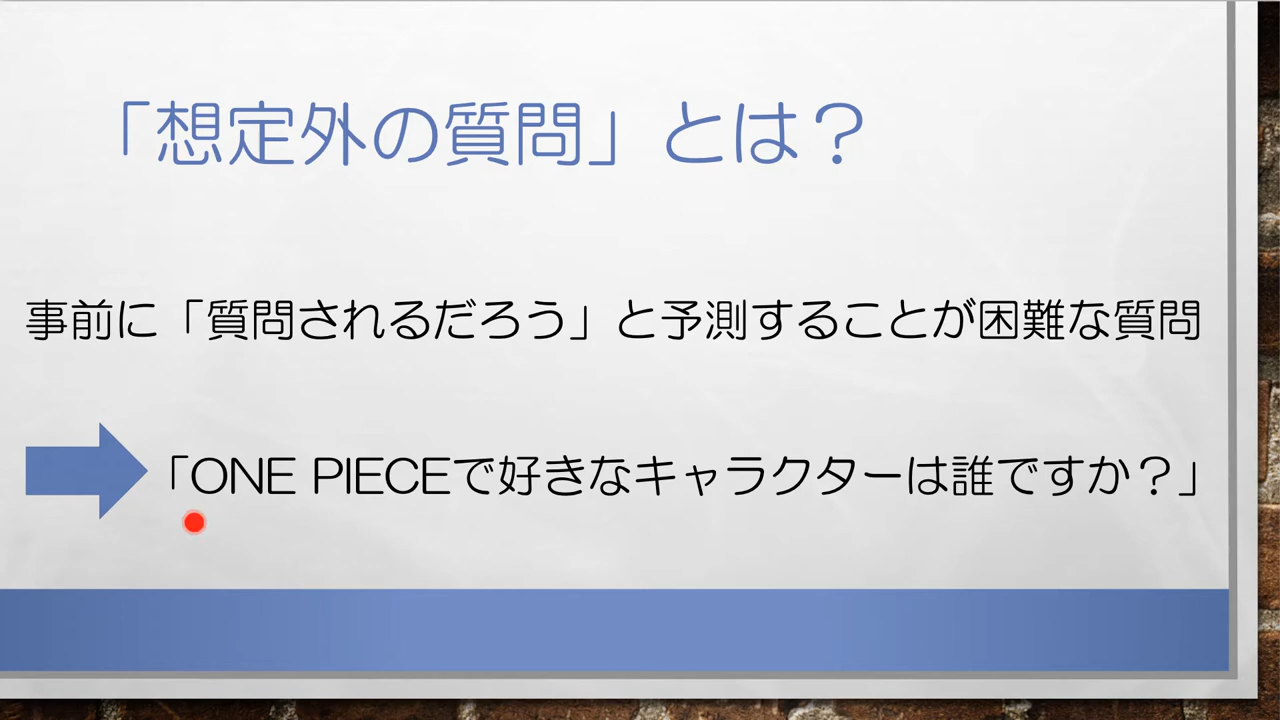 「想定外の質問」とは？
事前に「質問されるだろう」と予測することが困難な質問
「ONE PIECEで好きなキャラクターは誰ですか？」